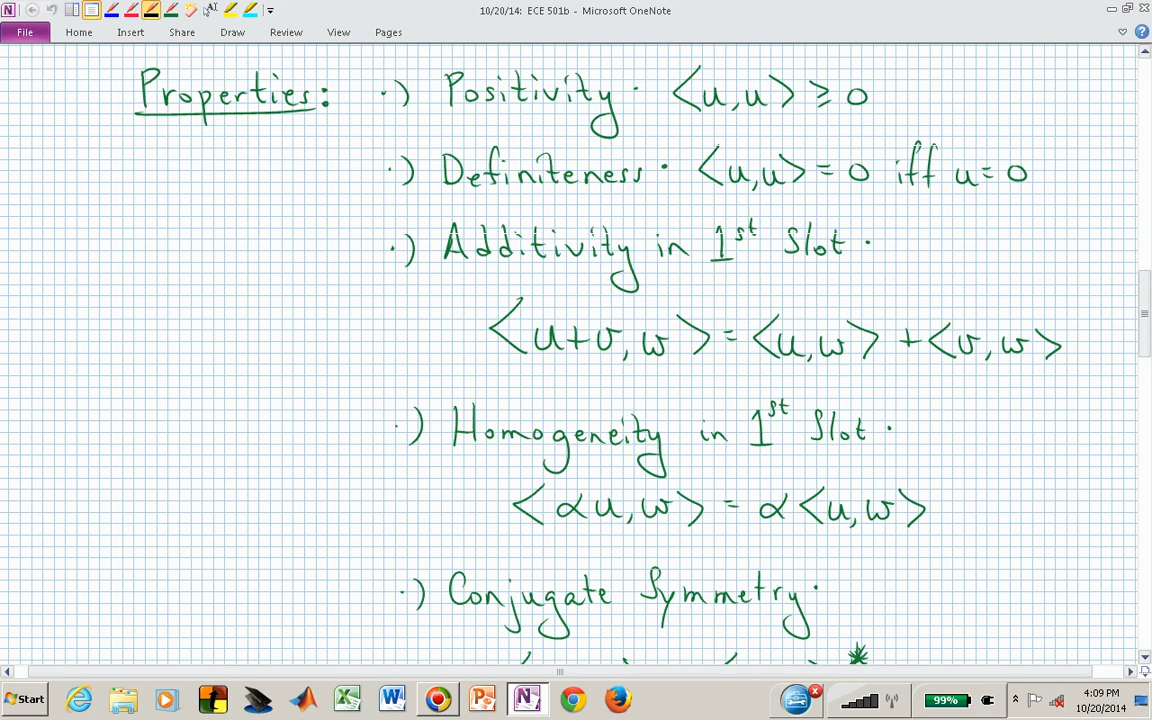 10/20/14: ECE 501b - Microsoft OneNote
File Home Insert Share Draw Review View Pages
Properties: ·) Positivity · <u,u> ≥ 0
·) Definiteness · <u,u> = 0 iff u = 0
·) Additivity in 1st Slot ·
<u+v,w> = <u,w> + <v,w>
·) Homogeneity in 1st Slot ·
<αu,w> = α<u,w>
·) Conjugate Symmetry ·
*
Start 99% 4:09 PM
10/20/2014